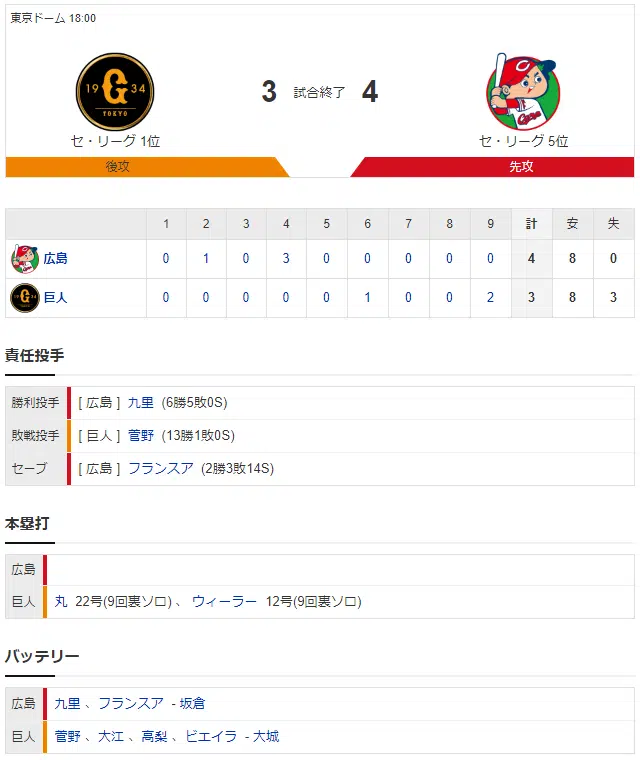 東京ドーム 18:00
19 G 34
TOKYO
3 試合終了 4
セ・リーグ 1位 セ・リーグ 5位
後攻 先攻
1 2 3 4 5 6 7 8 9 計 安 失
広島 0 1 0 3 0 0 0 0 0 4 8 0
巨人 0 0 0 0 0 1 0 0 2 3 8 3
責任投手
勝利投手 [ 広島 ] 九里 (6勝5敗0S)
敗戦投手 [ 巨人 ] 菅野 (13勝1敗0S)
セーブ [ 広島 ] フランスア (2勝3敗14S)
本塁打
広島
巨人 丸 22号(9回裏ソロ) 、 ウィーラー 12号(9回裏ソロ)
バッテリー
広島 九里 、 フランスア - 坂倉
巨人 菅野 、 大江 、 高梨 、 ビエイラ - 大城